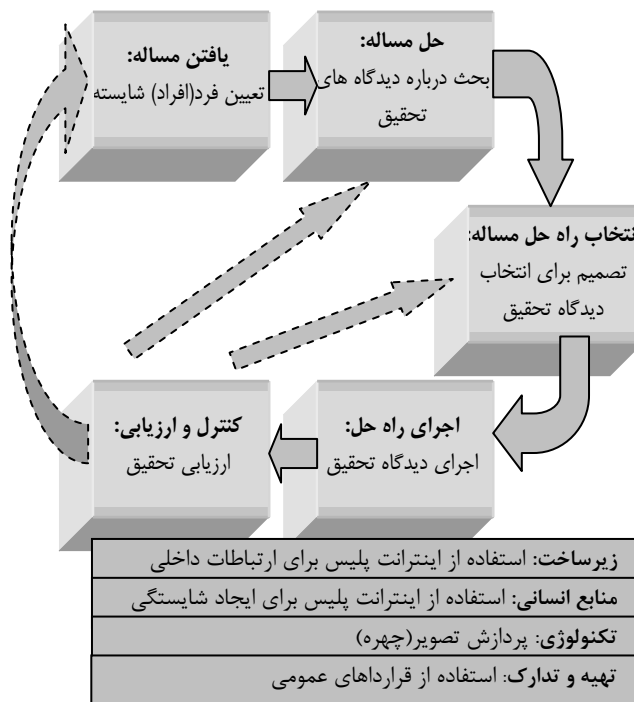 یافتن مساله:
تعیین فرد(افراد) شایسته
حل مساله:
بحث درباره دیدگاه های
تحقیق
نتخاب راه حل مساله:
تصمیم برای انتخاب
دیدگاه تحقیق
اجرای راه حل:
اجرای دیدگاه تحقیق
کنترل و ارزیابی:
ارزیابی تحقیق
زیرساخت: استفاده از اینترانت پلیس برای ارتباطات داخلی
منابع انسانی: استفاده از اینترانت پلیس برای ایجاد شایستگی
تکنولوژی: پردازش تصویر(چهره)
تهیه و تدارک: استفاده از قراردادهای عمومی